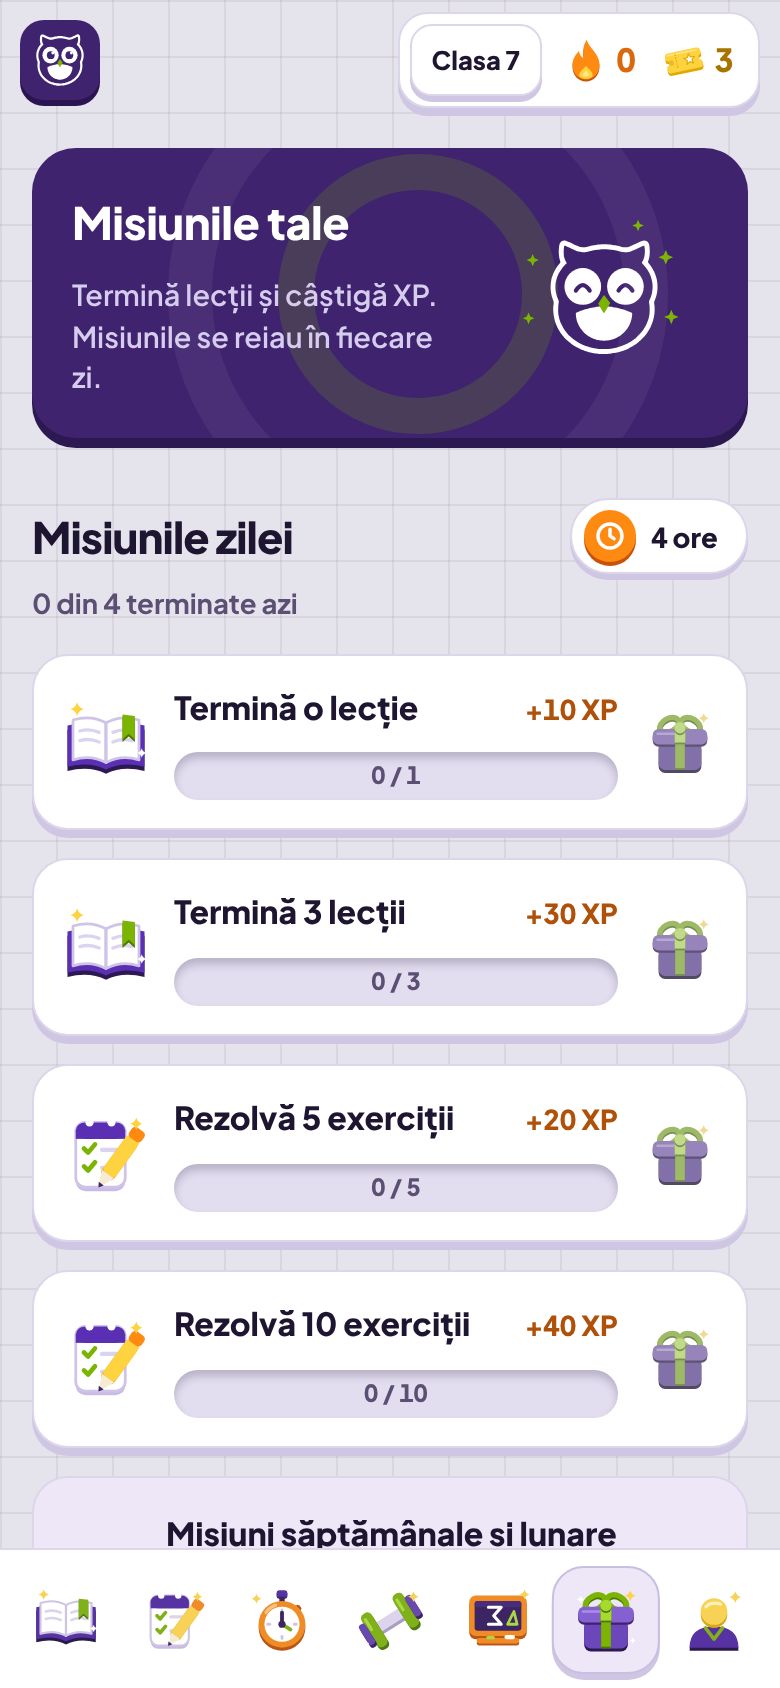 Clasa 7
0
3
Misiunile tale
Termină lecții și câștigă XP.
Misiunile se reiau în fiecare
zi.
Misiunile zilei
4 ore
0 din 4 terminate azi
Termină o lecție
+10 XP
0 / 1
Termină 3 lecții
+30 XP
0 / 3
Rezolvă 5 exerciții
+20 XP
0 / 5
Rezolvă 10 exerciții
+40 XP
0 / 10
Misiuni săptămânale și lunare